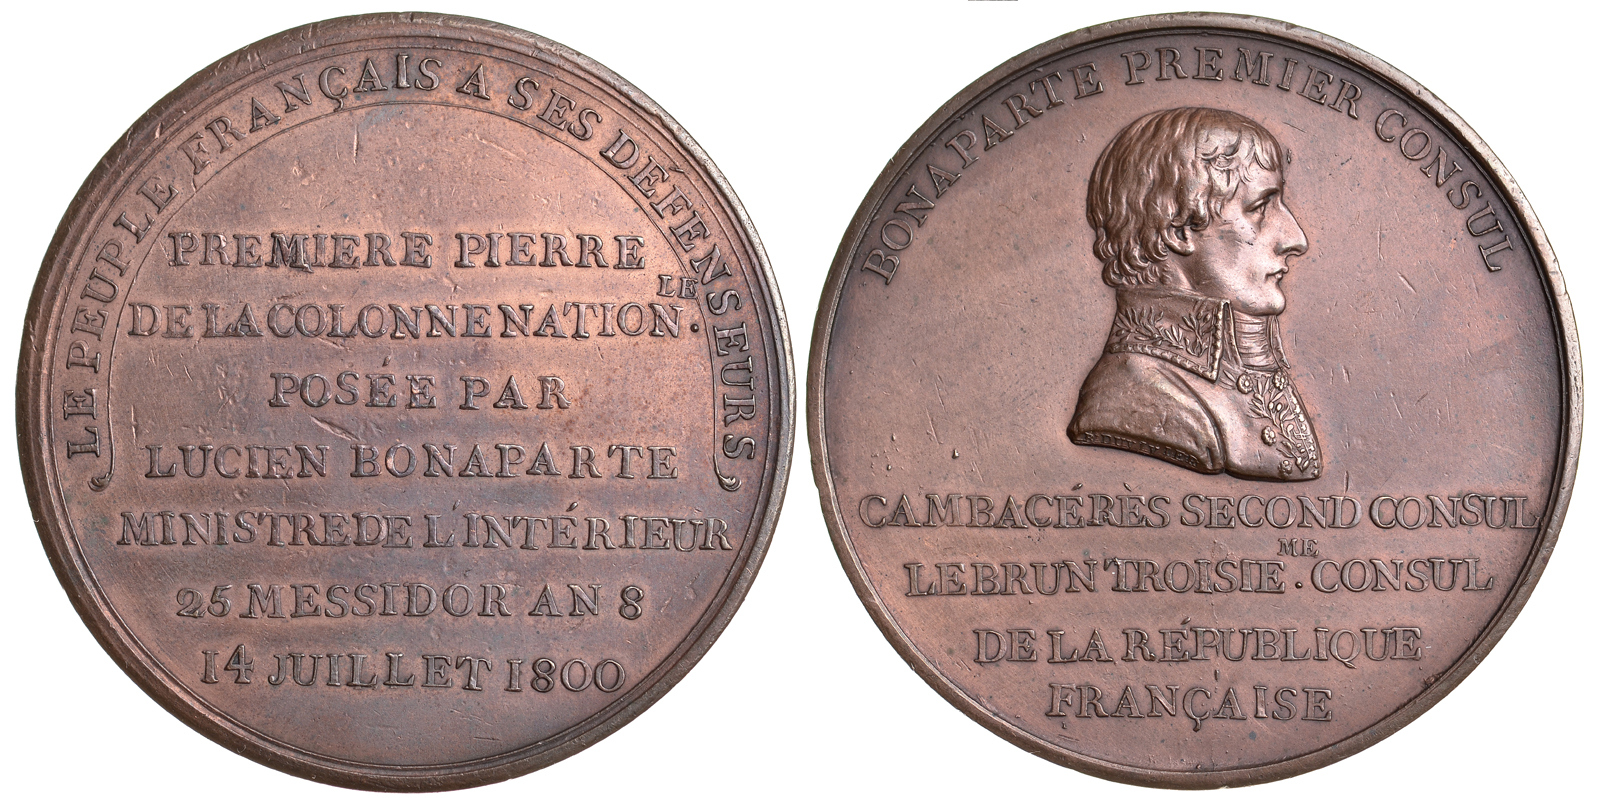 LE PEUPLE FRANÇAIS A SES DÉFENSEURS
PREMIERE PIERRE
DE LA COLONNE NATION.LE
POSÉE PAR
LUCIEN BONAPARTE
MINISTRE DE L'INTÉRIEUR
25 MESSIDOR AN 8
14 JUILLET 1800
BONAPARTE PREMIER CONSUL
CAMBACÉRÈS SECOND CONSUL
LEBRUN TROISIE.ME CONSUL
DE LA RÉPUBLIQUE
FRANÇAISE